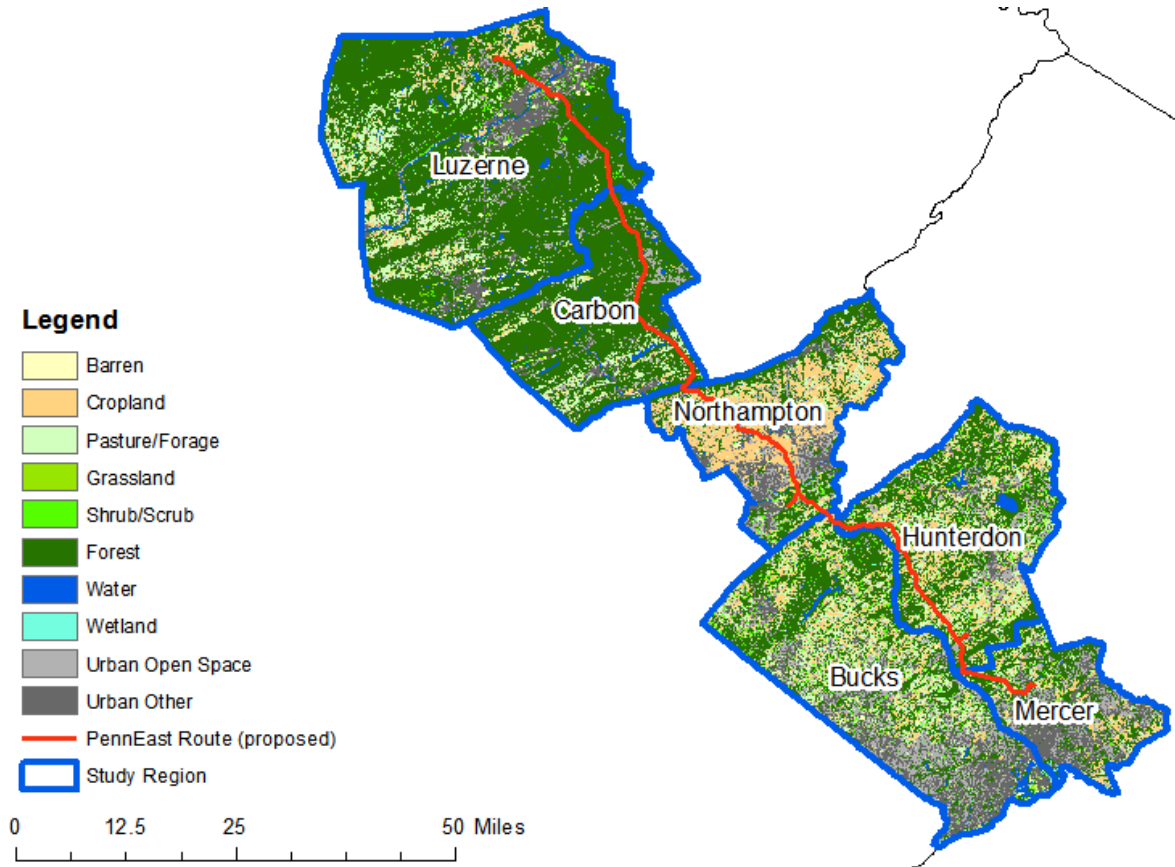 Luzerne
Carbon
Northampton
Hunterdon
Bucks
Mercer
Legend
Barren
Cropland
Pasture/Forage
Grassland
Shrub/Scrub
Forest
Water
Wetland
Urban Open Space
Urban Other
PennEast Route (proposed)
Study Region
0 12.5 25 50 Miles